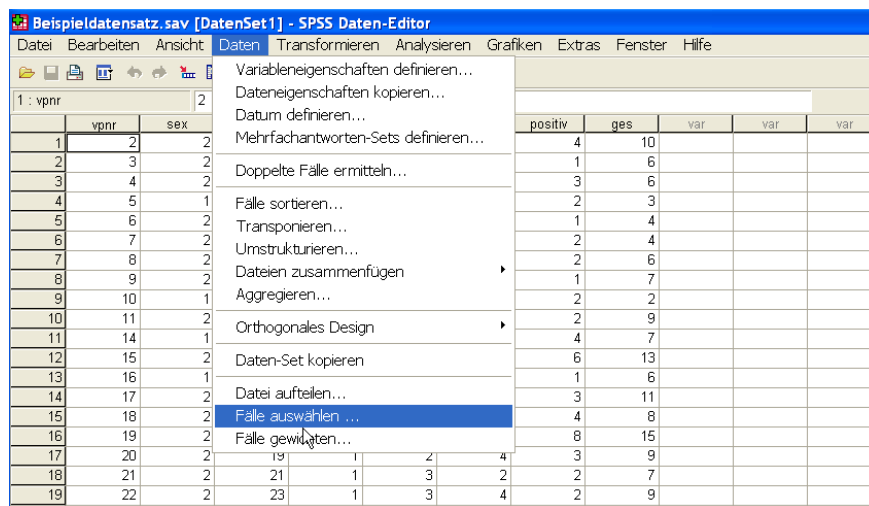 Beispieldatensatz.sav [DatenSet1] - SPSS Daten-Editor
Datei Bearbeiten Ansicht Daten Transformieren Analysieren Grafiken Extras Fenster Hilfe
1 : vpnr 2
Variableneigenschaften definieren...
Dateneigenschaften kopieren...
Datum definieren...
Mehrfachantworten-Sets definieren...
Doppelte Fälle ermitteln...
Fälle sortieren...
Transponieren...
Umstrukturieren...
Dateien zusammenfügen
Aggregieren...
Orthogonales Design
Daten-Set kopieren
Datei aufteilen...
Fälle auswählen ...
Fälle gewichten...
vpnr sex positiv ges var var var
1 2 2 4 10
2 3 2 1 6
3 4 2 3 6
4 5 1 2 3
5 6 2 1 4
6 7 2 2 4
7 8 2 2 6
8 9 2 1 7
9 10 1 2 2
10 11 2 2 9
11 14 1 4 7
12 15 2 6 13
13 16 1 1 6
14 17 2 3 11
15 18 2 4 8
16 19 2 8 15
17 20 2 19 1 2 4 3 9
18 21 2 21 1 3 2 2 7
19 22 2 23 1 3 4 2 9